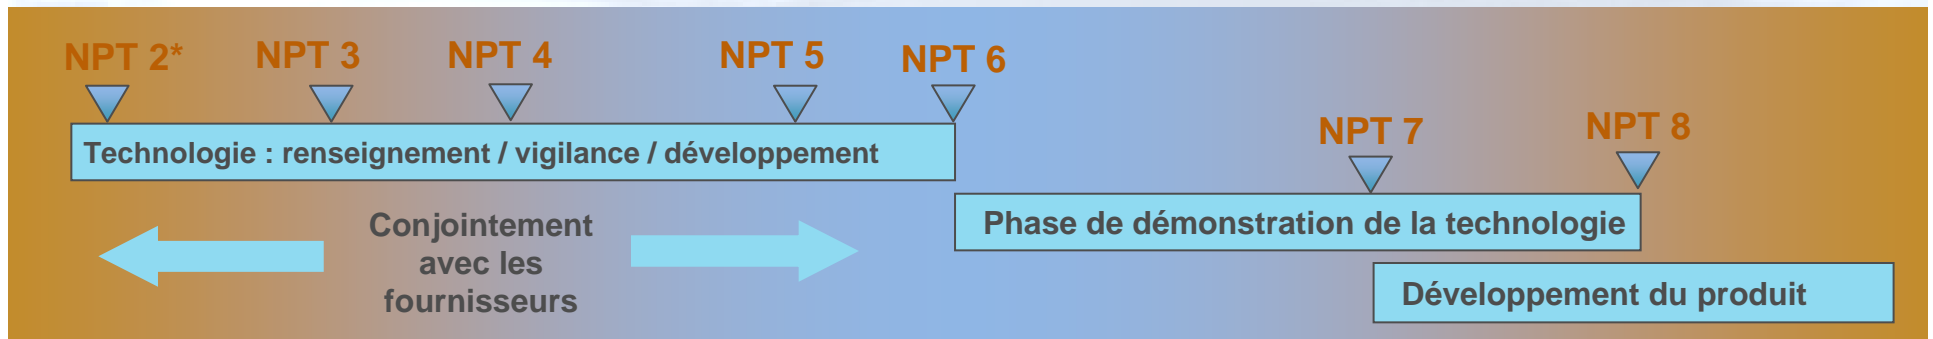 NPT 2*
NPT 3
NPT 4
NPT 5
NPT 6
Technologie : renseignement / vigilance / développement
NPT 7
NPT 8
Conjointement
avec les
fournisseurs
Phase de démonstration de la technologie
Développement du produit